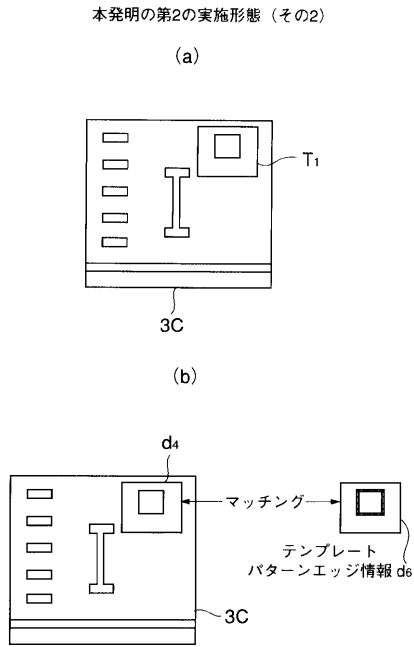 本発明の第2の実施形態（その2）
(a)
T1
3C
(b)
d4
マッチング
テンプレート
パターンエッジ情報 d6
3C